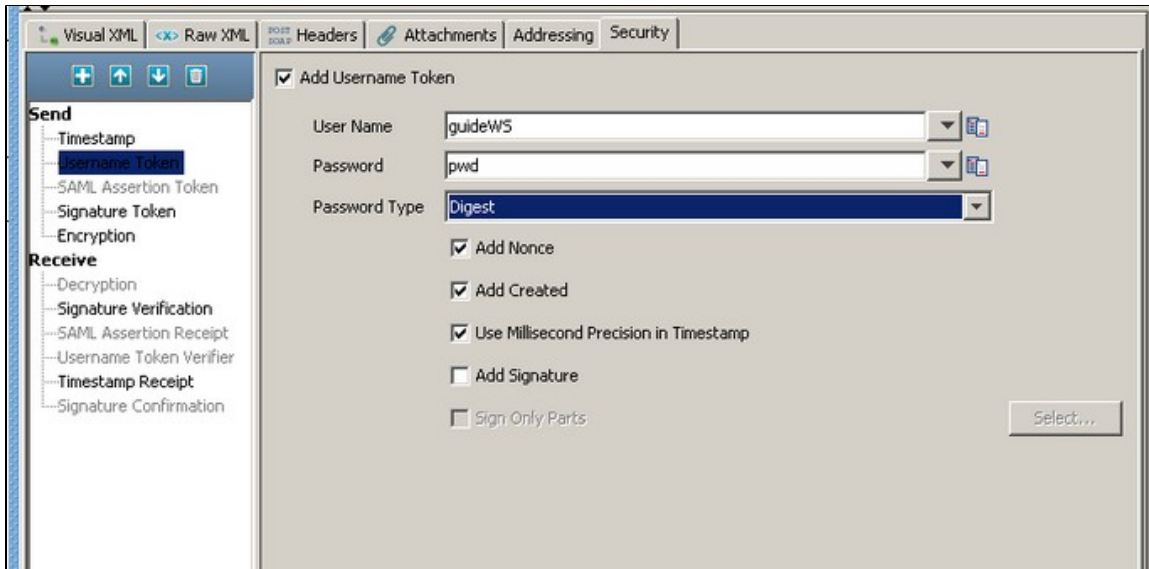 Visual XML <x> Raw XML POST SOAP Headers Attachments Addressing Security
Add Username Token
Send
Timestamp
Username Token
SAML Assertion Token
Signature Token
Encryption
Receive
Decryption
Signature Verification
SAML Assertion Receipt
Username Token Verifier
Timestamp Receipt
Signature Confirmation
User Name guideWS
Password pwd
Password Type Digest
Add Nonce
Add Created
Use Millisecond Precision in Timestamp
Add Signature
Sign Only Parts Select...